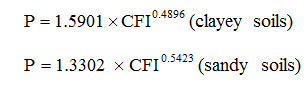 P = 1.5901 × CFI^0.4896 (clayey soils)
P = 1.3302 × CFI^0.5423 (sandy soils)